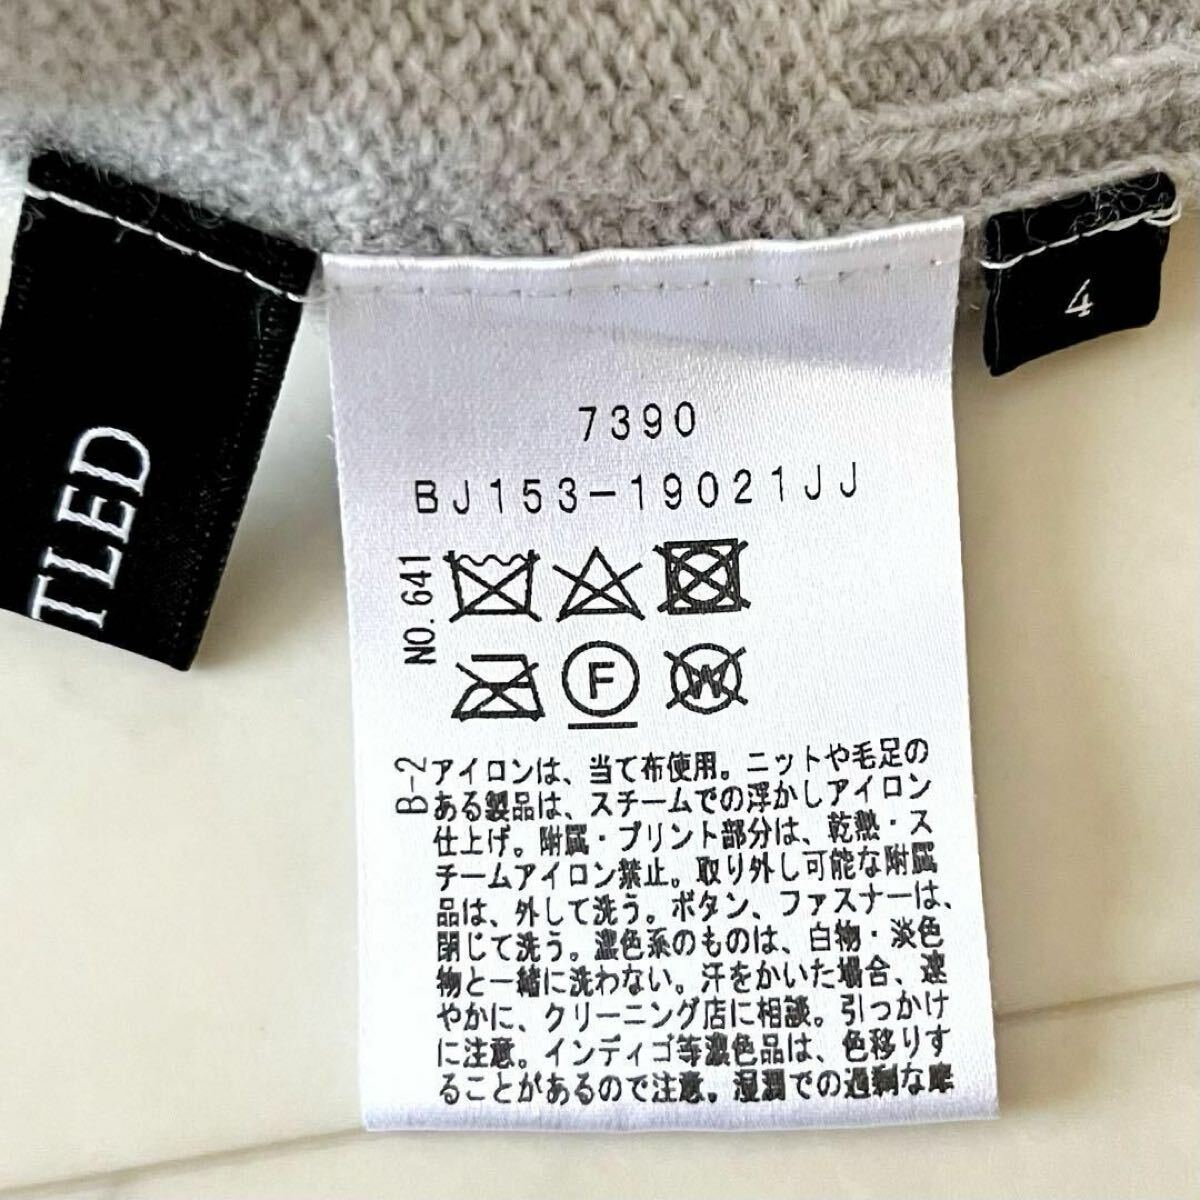 TLED
4
7390
BJ153-19021JJ
NO. 641
F
W
B-2
アイロンは、当て布使用。ニットや毛足の
ある製品は、スチームでの浮かしアイロン
仕上げ。附属・プリント部分は、乾熱・ス
チームアイロン禁止。取り外し可能な附属
品は、外して洗う。ボタン、ファスナーは、
閉じて洗う。濃色系のものは、白物・淡色
物と一緒に洗わない。汗をかいた場合、速
やかに、クリーニング店に相談。引っかけ
に注意。インディゴ等濃色品は、色移りす
ることがあるので注意。湿潤での過剰な摩